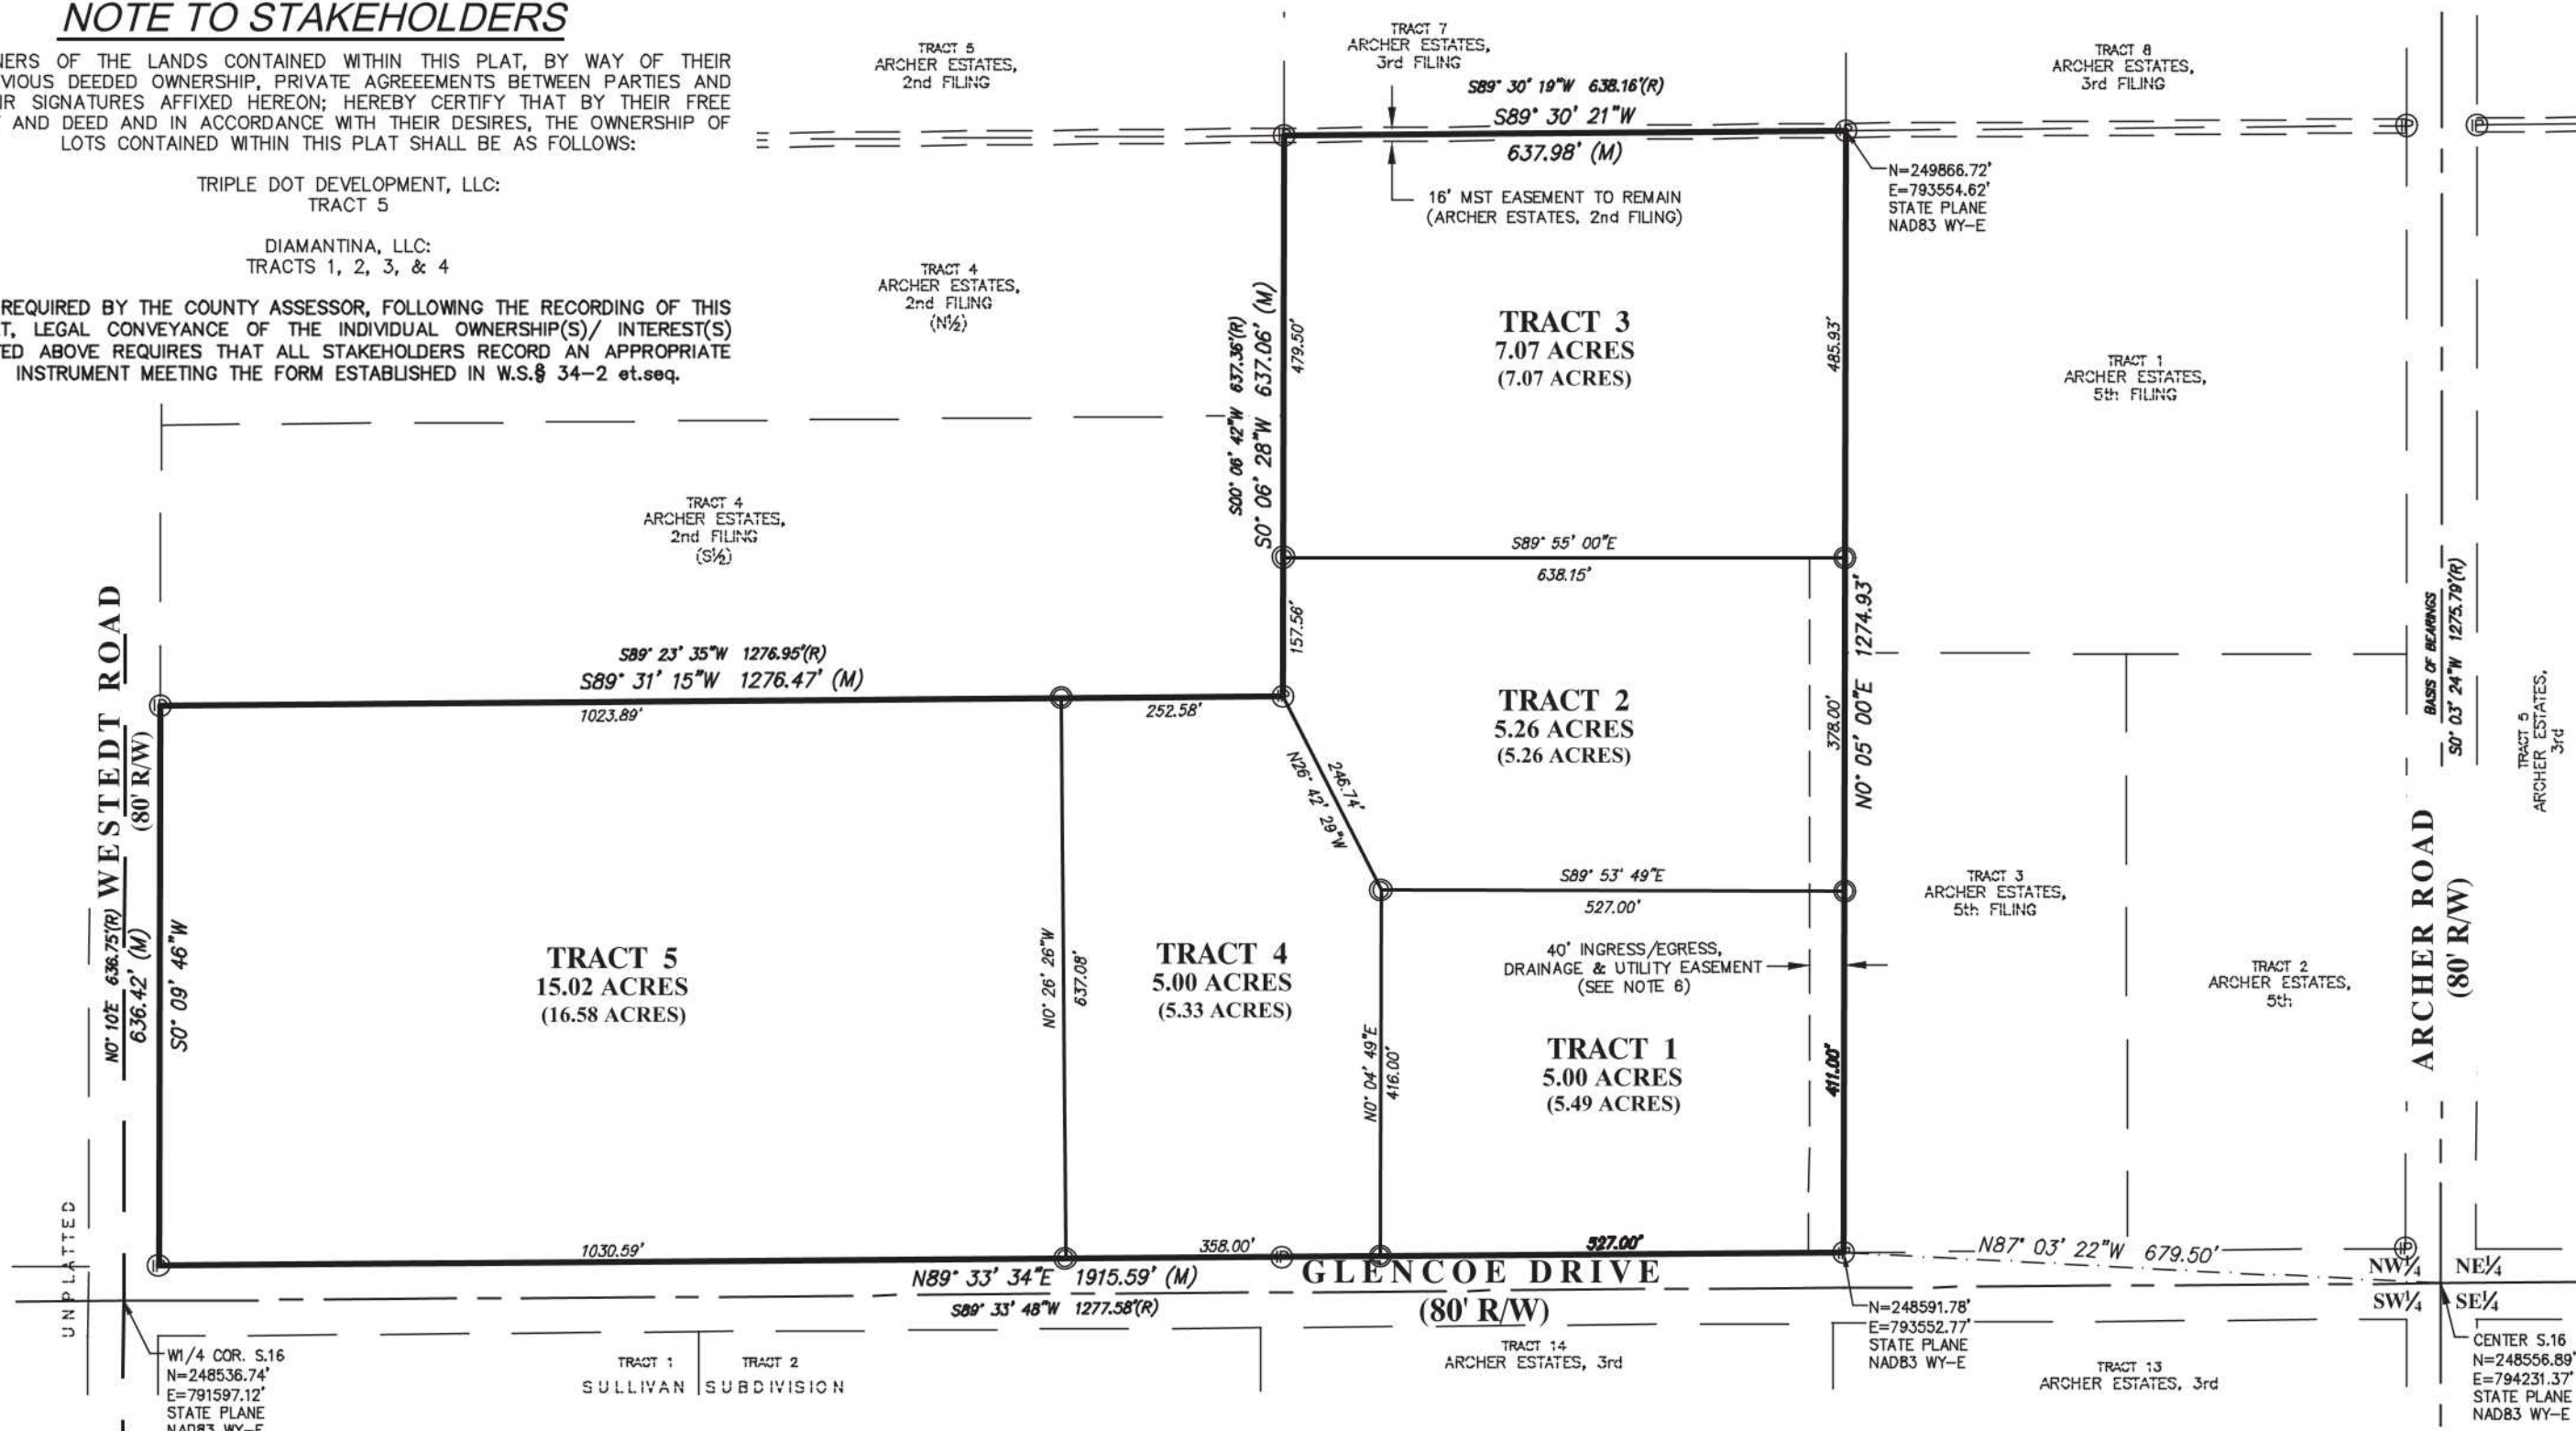 NOTE TO STAKEHOLDERS
NERS OF THE LANDS CONTAINED WITHIN THIS PLAT, BY WAY OF THEIR
VIOUS DEEDED OWNERSHIP, PRIVATE AGREEEMENTS BETWEEN PARTIES AND
IR SIGNATURES AFFIXED HEREON; HEREBY CERTIFY THAT BY THEIR FREE
AND DEED AND IN ACCORDANCE WITH THEIR DESIRES, THE OWNERSHIP OF
LOTS CONTAINED WITHIN THIS PLAT SHALL BE AS FOLLOWS:
TRIPLE DOT DEVELOPMENT, LLC:
TRACT 5
DIAMANTINA, LLC:
TRACTS 1, 2, 3, & 4
REQUIRED BY THE COUNTY ASSESSOR, FOLLOWING THE RECORDING OF THIS
T, LEGAL CONVEYANCE OF THE INDIVIDUAL OWNERSHIP(S)/ INTEREST(S)
TED ABOVE REQUIRES THAT ALL STAKEHOLDERS RECORD AN APPROPRIATE
INSTRUMENT MEETING THE FORM ESTABLISHED IN W.S.§ 34-2 et.seq.
TRACT 5
ARCHER ESTATES,
2nd FILING
TRACT 7
ARCHER ESTATES,
3rd FILING
TRACT 8
ARCHER ESTATES,
3rd FILING
S89° 30' 19"W 638.16'(R)
S89° 30' 21"W
637.98' (M)
16' MST EASEMENT TO REMAIN
(ARCHER ESTATES, 2nd FILING)
N=249866.72'
E=793554.62'
STATE PLANE
NAD83 WY-E
TRACT 4
ARCHER ESTATES,
2nd FILING
(N½)
S00° 06' 42"W 637.36'(R)
S0° 06' 28"W 637.06' (M)
479.50'
TRACT 3
7.07 ACRES
(7.07 ACRES)
485.93'
TRACT 1
ARCHER ESTATES,
5th FILING
TRACT 4
ARCHER ESTATES,
2nd FILING
(S½)
S89° 55' 00"E
638.15'
157.56'
N0° 05' 00"E 1274.93'
BASIS OF BEARINGS
S0° 03' 24"W 1275.79'(R)
TRACT 5
ARCHER ESTATES,
3rd
WESTEDT ROAD
(80' R/W)
S89° 23' 35"W 1276.95'(R)
S89° 31' 15"W 1276.47' (M)
1023.89'
252.58'
TRACT 2
5.26 ACRES
(5.26 ACRES)
378.00'
246.74'
N26° 42' 29"W
S89° 53' 49"E
527.00'
TRACT 3
ARCHER ESTATES,
5th FILING
ARCHER ROAD
(80' R/W)
N0° 10'E 636.75'(R)
636.42' (M)
S0° 09' 46"W
TRACT 5
15.02 ACRES
(16.58 ACRES)
N0° 26' 26"W
637.08'
TRACT 4
5.00 ACRES
(5.33 ACRES)
40' INGRESS/EGRESS,
DRAINAGE & UTILITY EASEMENT
(SEE NOTE 6)
TRACT 2
ARCHER ESTATES,
5th
N0° 04' 49"E
416.00'
TRACT 1
5.00 ACRES
(5.49 ACRES)
411.00'
UNPLATTED
1030.59'
358.00'
527.00'
N87° 03' 22"W 679.50'
N89° 33' 34"E 1915.59' (M)
S89° 33' 48"W 1277.58'(R)
GLENCOE DRIVE
(80' R/W)
NW¼ NE¼
SW¼ SE¼
W1/4 COR. S.16
N=248536.74'
E=791597.12'
STATE PLANE
NAD83 WY-E
TRACT 1
TRACT 2
SULLIVAN SUBDIVISION
TRACT 14
ARCHER ESTATES, 3rd
N=248591.78'
E=793552.77'
STATE PLANE
NAD83 WY-E
TRACT 13
ARCHER ESTATES, 3rd
CENTER S.16
N=248556.89'
E=794231.37'
STATE PLANE
NAD83 WY-E